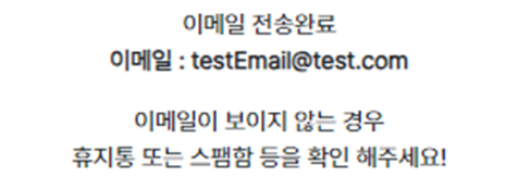 이메일 전송완료
이메일 : testEmail@test.com
이메일이 보이지 않는 경우
휴지통 또는 스팸함 등을 확인 해주세요!